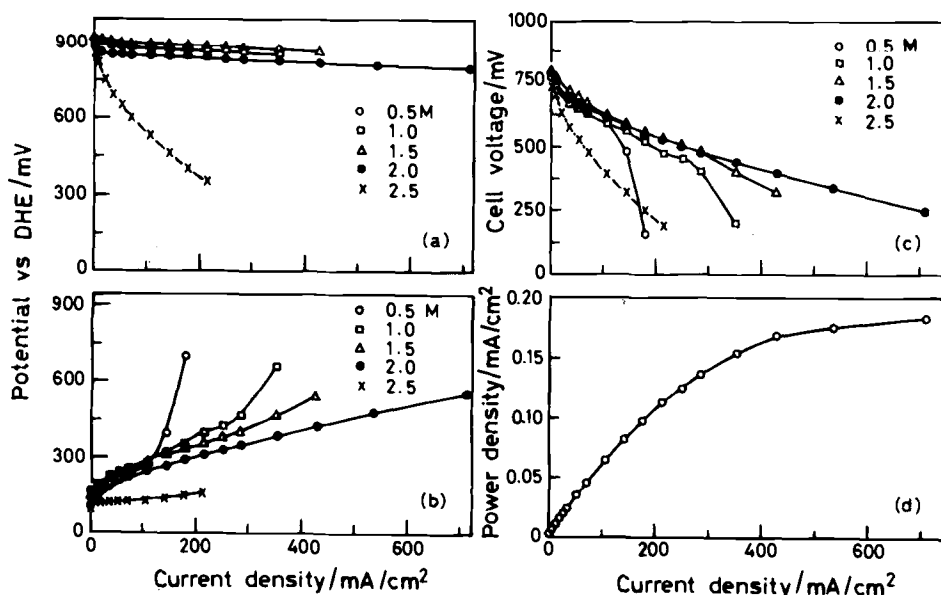 Potential vs DHE/mV
900
600
300
0
0.5M
1.0
1.5
2.0
2.5
(a)
900
600
300
0
0.5 M
1.0
1.5
2.0
2.5
(b)
0 200 400 600
Current density/mA/cm2
Cell voltage/mV
1000
750
500
250
0
0.5 M
1.0
1.5
2.0
2.5
(c)
Power density/mA/cm2
0.20
0.15
0.10
0.05
0
(d)
0 200 400 600
Current density/mA/cm2